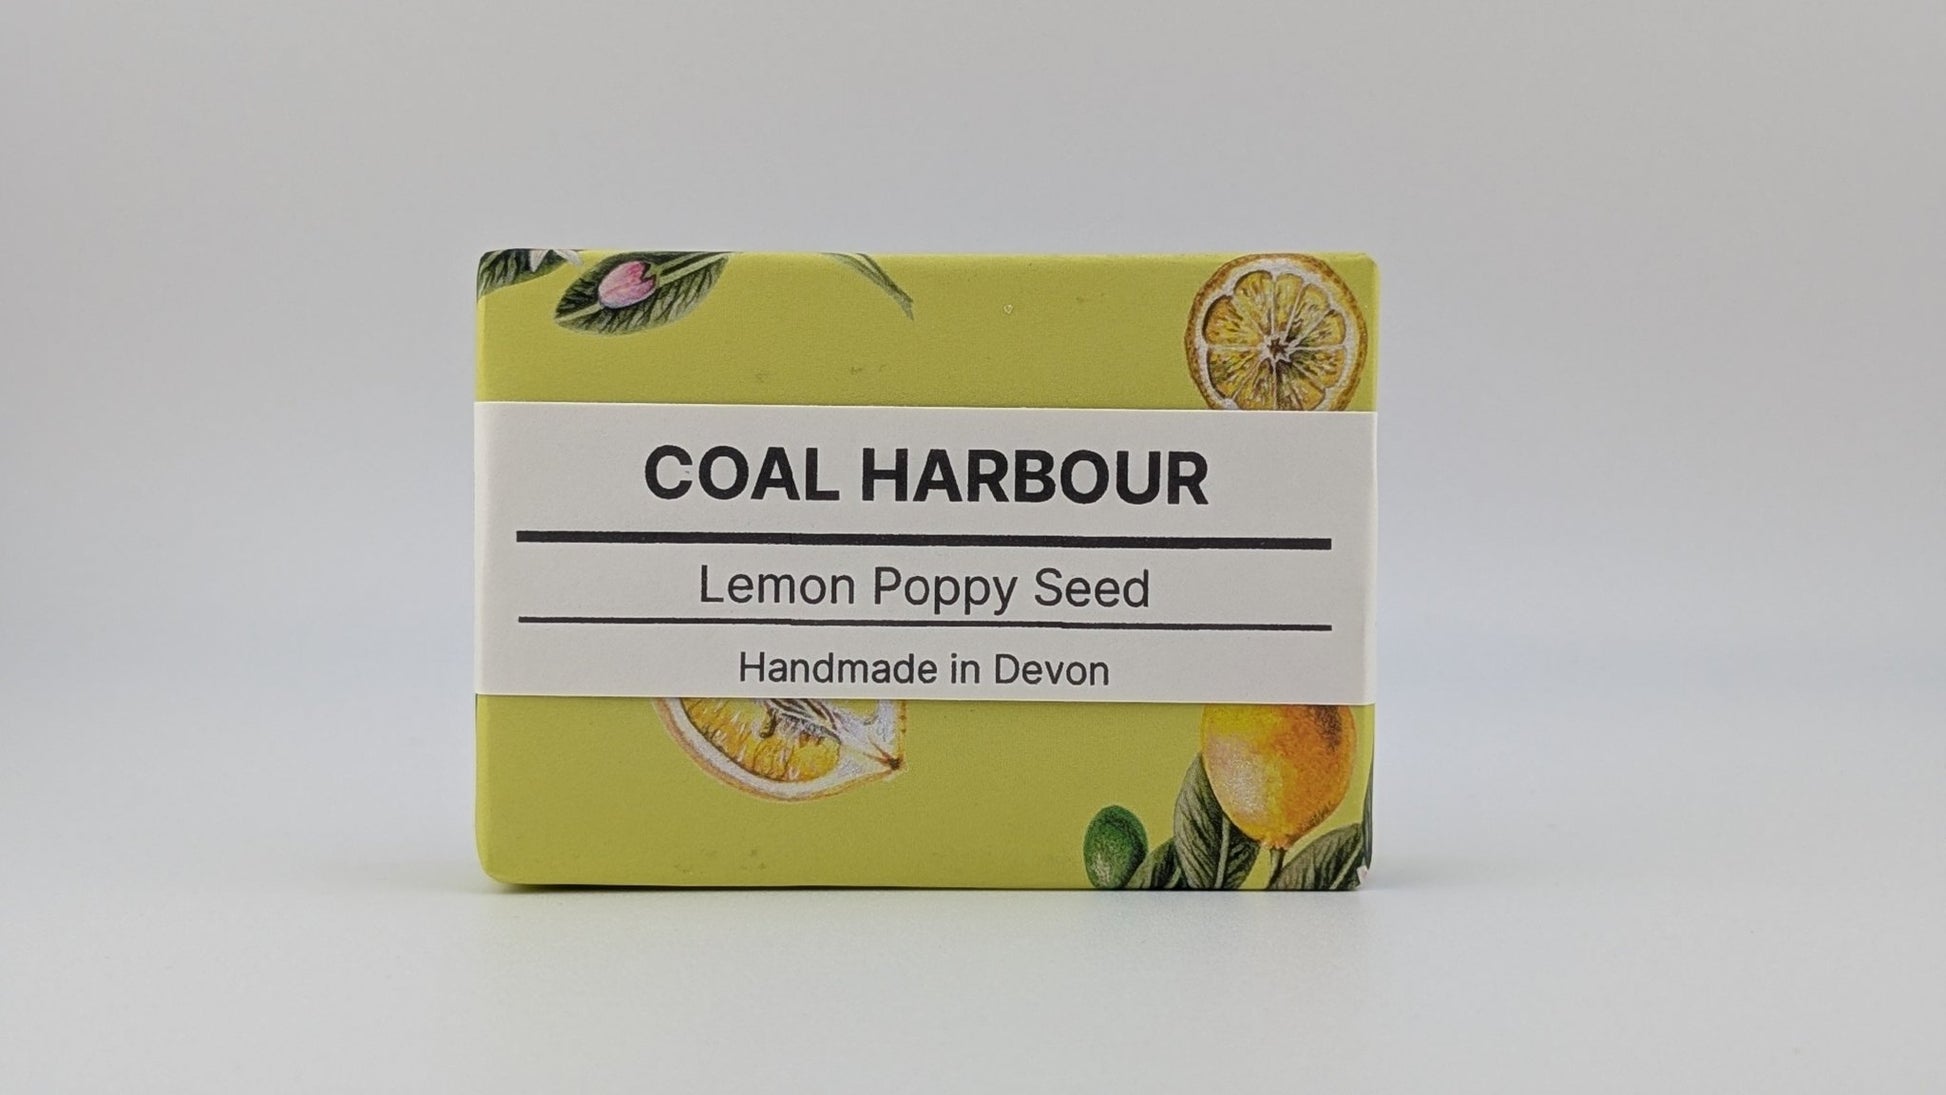 COAL HARBOUR
Lemon Poppy Seed
Handmade in Devon